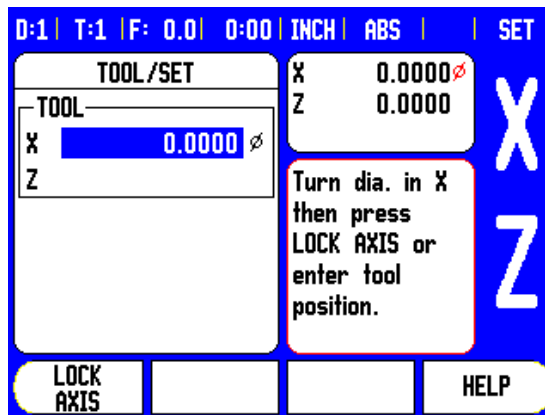 D:1| T:1 |F: 0.0| 0:00| INCH| ABS | | SET
TOOL/SET
TOOL
X 0.0000 ⌀
Z
X 0.0000⌀
Z 0.0000
Turn dia. in X
then press
LOCK AXIS or
enter tool
position.
X
Z
LOCK
AXIS
HELP